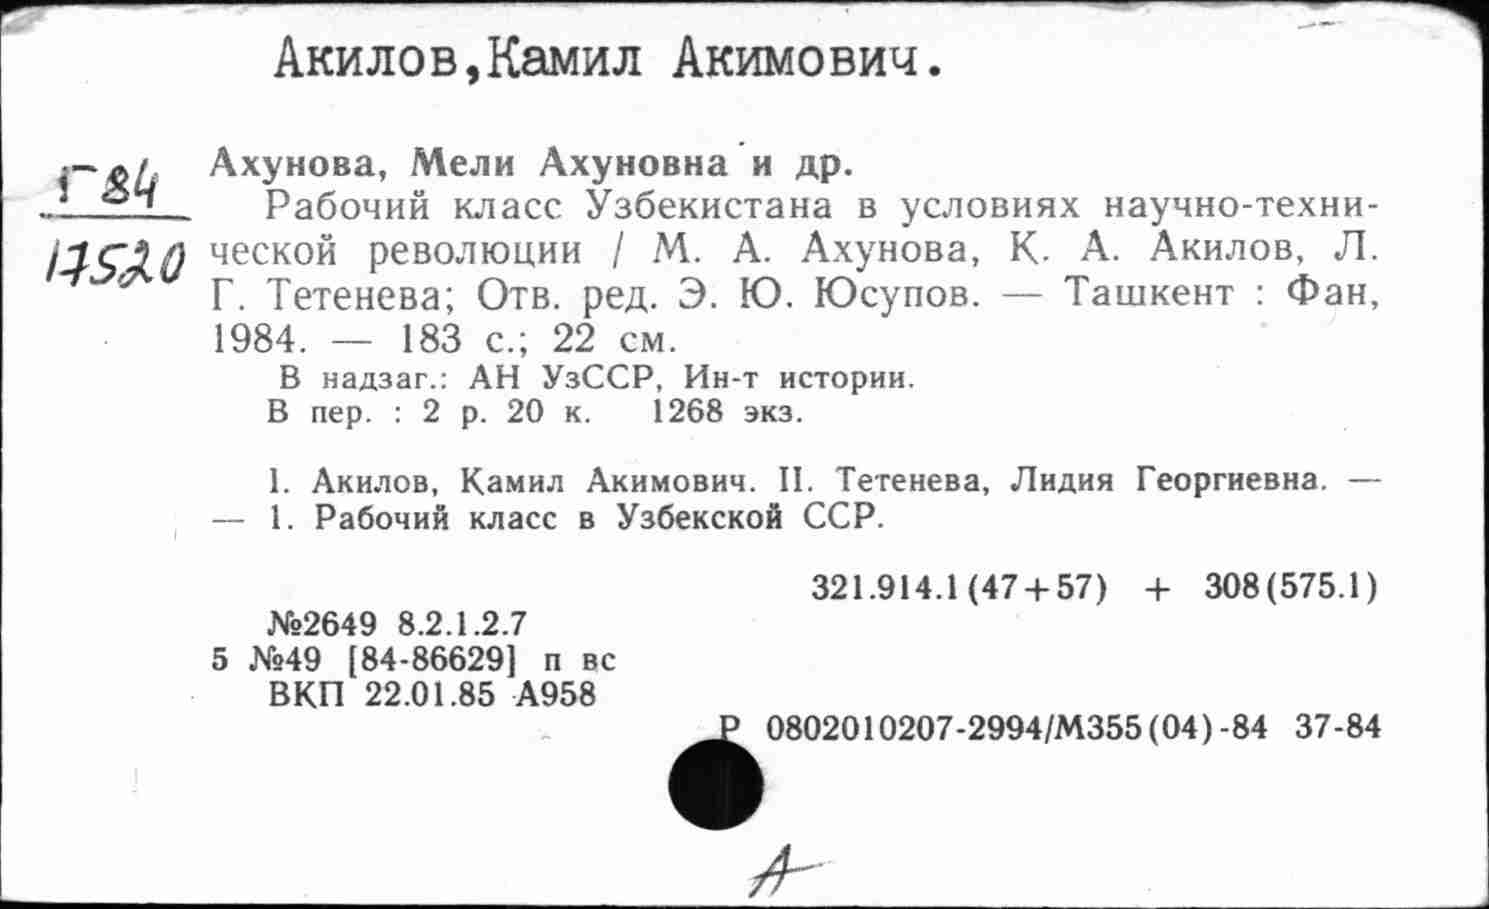 Акилов,Камил Акимович.
Г84
17520
Ахунова, Мели Ахуновна и др.
Рабочий класс Узбекистана в условиях научно-техни-
ческой революции / М. А. Ахунова, К. А. Акилов, Л.
Г. Тетенева; Отв. ред. Э. Ю. Юсупов. — Ташкент : Фан,
1984. — 183 с.; 22 см.
В надзаг.: АН УзССР, Ин-т истории.
В пер. : 2 р. 20 к. 1268 экз.
1. Акилов, Камил Акимович. II. Тетенева, Лидия Георгиевна. —
— 1. Рабочий класс в Узбекской ССР.
321.914.1(47+57) + 308(575.1)
№2649 8.2.1.2.7
5 №49 [84-86629] п вс
ВКП 22.01.85 А958
Р 0802010207-2994/М355(04)-84 37-84
А